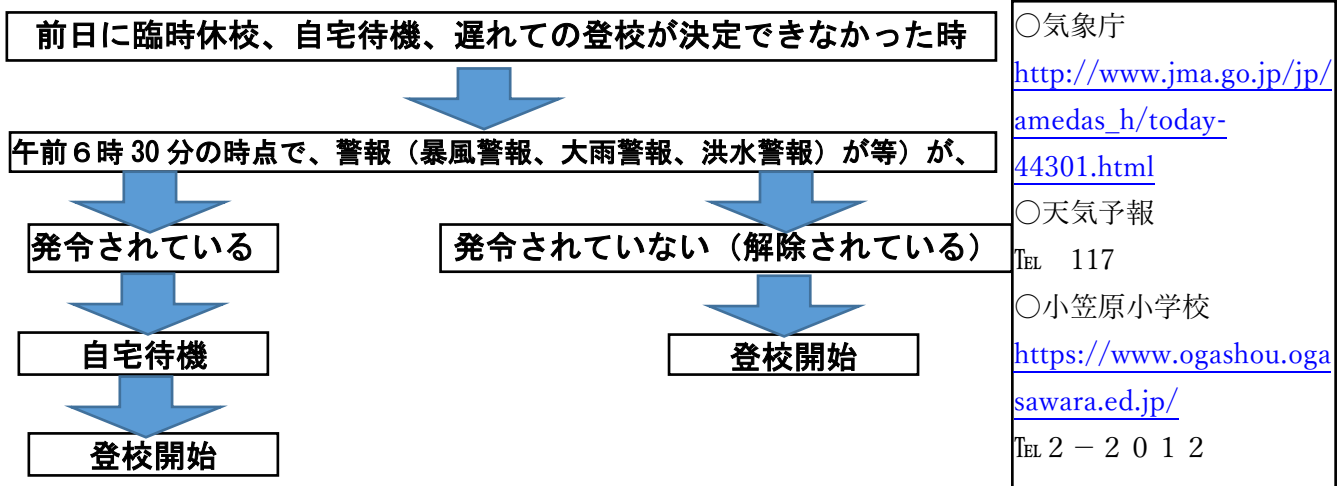 前日に臨時休校、自宅待機、遅れての登校が決定できなかった時
午前６時 30 分の時点で、警報（暴風警報、大雨警報、洪水警報）が等）が、
発令されている
発令されていない（解除されている）
自宅待機
登校開始
登校開始
○気象庁
http://www.jma.go.jp/jp/
amedas_h/today-
44301.html
○天気予報
℡　117
○小笠原小学校
https://www.ogashou.oga
sawara.ed.jp/
℡２－２０１２